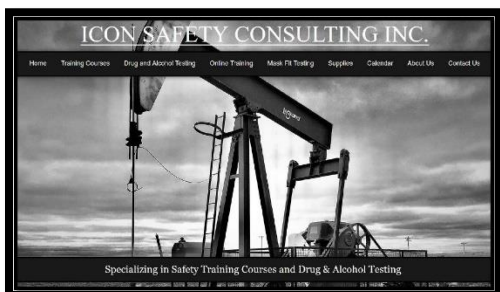 ICON SAFETY CONSULTING INC.
Home Training Courses Drug and Alcohol Testing Online Training Mask Fit Testing Supplies Calendar About Us Contact Us
Specializing in Safety Training Courses and Drug & Alcohol Testing